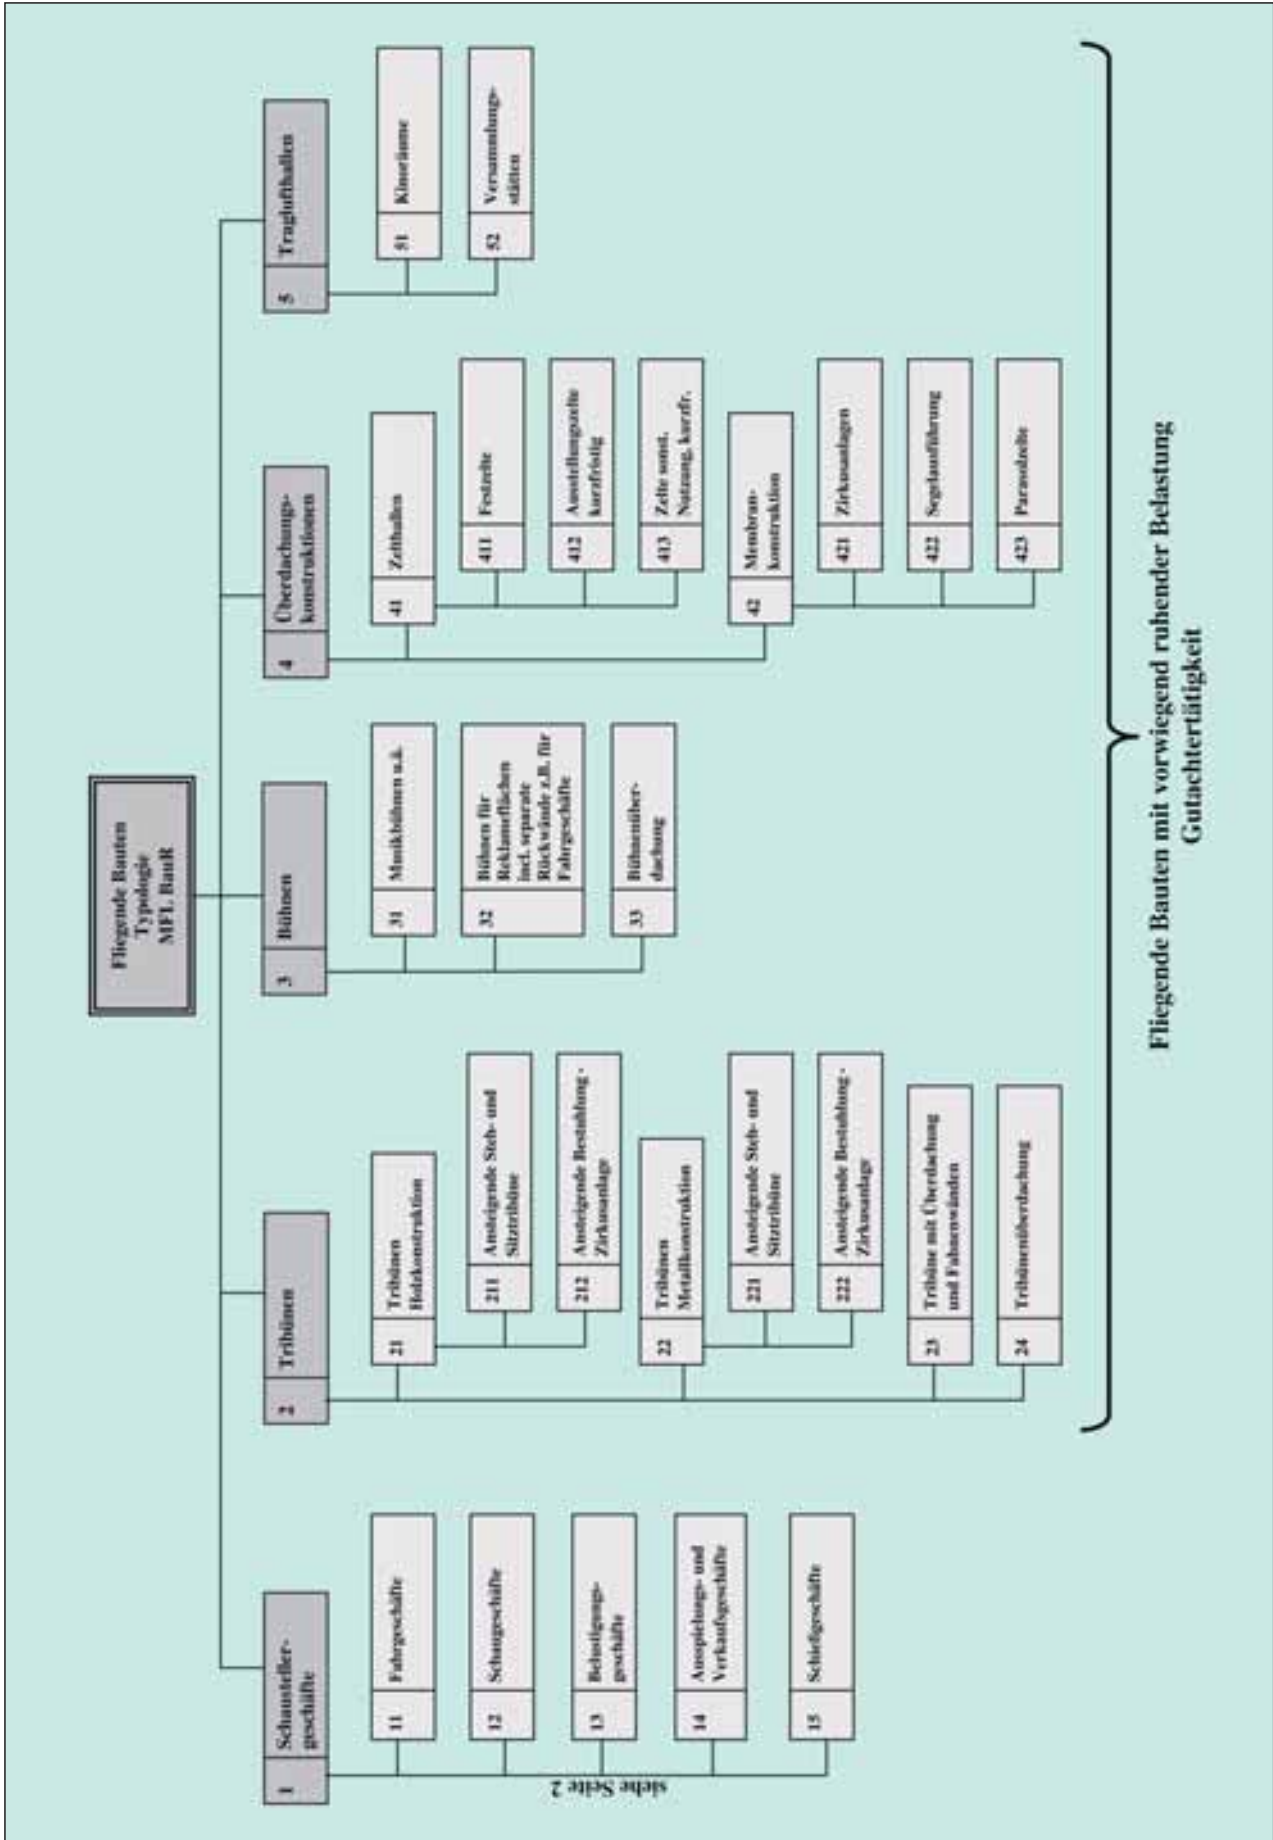 Fliegende Bauten
Typologie
MFL BauR
1
Schausteller-
geschäfte
11
Fahrgeschäfte
12
Schaugeschäfte
13
Belustigungs-
geschäfte
14
Ausspielungs- und
Verkaufsgeschäfte
15
Schießgeschäfte
siehe Seite 2
2
Tribünen
21
Tribünen
Holzkonstruktion
211
Ansteigende Steh- und
Sitztribüne
212
Ansteigende Bestuhlung -
Zirkusanlage
22
Tribünen
Metallkonstruktion
221
Ansteigende Steh- und
Sitztribüne
222
Ansteigende Bestuhlung -
Zirkusanlage
23
Tribüne mit Überdachung
und Fahnenwänden
24
Tribünenüberdachung
3
Bühnen
31
Musikbühnen u.ä.
32
Bühnen für
Reklameflächen
incl. separate
Rückwände z.B. für
Fahrgeschäfte
33
Bühnenüber-
dachung
4
Überdachungs-
konstruktionen
41
Zelthallen
411
Festzelte
412
Ausstellungszelte
kurzfristig
413
Zelte sonst.
Nutzung, kurzfr.
42
Membran-
konstruktion
421
Zirkusanlagen
422
Segelausführung
423
Parasolzelte
5
Traglufthallen
51
Kinoräume
52
Versammlungs-
stätten
Fliegende Bauten mit vorwiegend ruhender Belastung
Gutachtertätigkeit